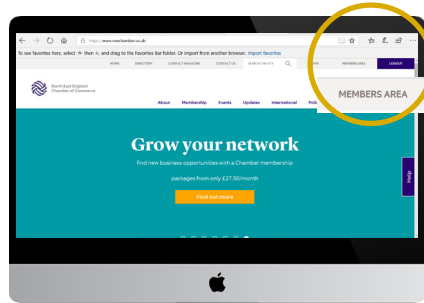 https://www.neechamber.co.uk/
To see favorites here, select ☆ then ☆, and drag to the Favorites Bar folder. Or import from another browser. Import favorites
HOME DIRECTORY CONTACT MAGAZINE CONTACT US SEARCH THE SITE MEMBERS AREA LOGOUT
North East England
Chamber of Commerce
MEMBERS AREA
About Membership Events Updates International
Grow your network
find new business opportunities with a Chamber membership
packages from only £27.50/month
Find out more
Help